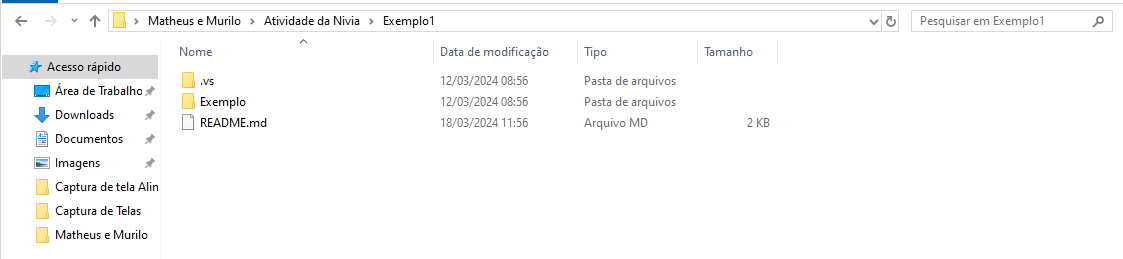 Matheus e Murilo > Atividade da Nivia > Exemplo1
Pesquisar em Exemplo1
Nome Data de modificação Tipo Tamanho
Acesso rápido
Área de Trabalho
Downloads
Documentos
Imagens
Captura de tela Alin
Captura de Telas
Matheus e Murilo
.vs 12/03/2024 08:56 Pasta de arquivos
Exemplo 12/03/2024 08:56 Pasta de arquivos
README.md 18/03/2024 11:56 Arquivo MD 2 KB